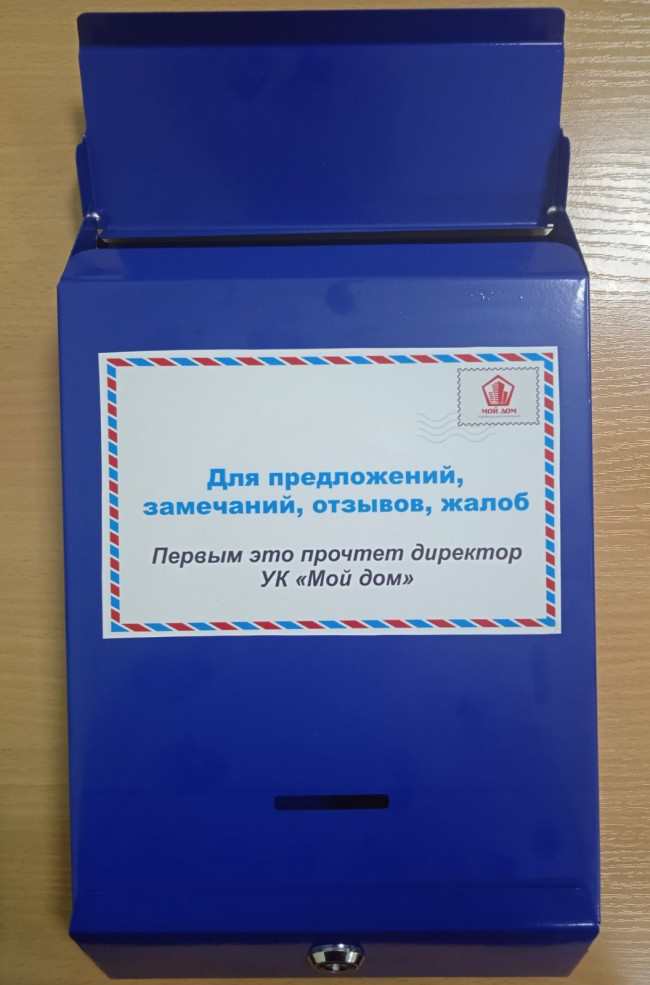 МОЙ ДОМ
Для предложений,
замечаний, отзывов, жалоб
Первым это прочтет директор
УК «Мой дом»